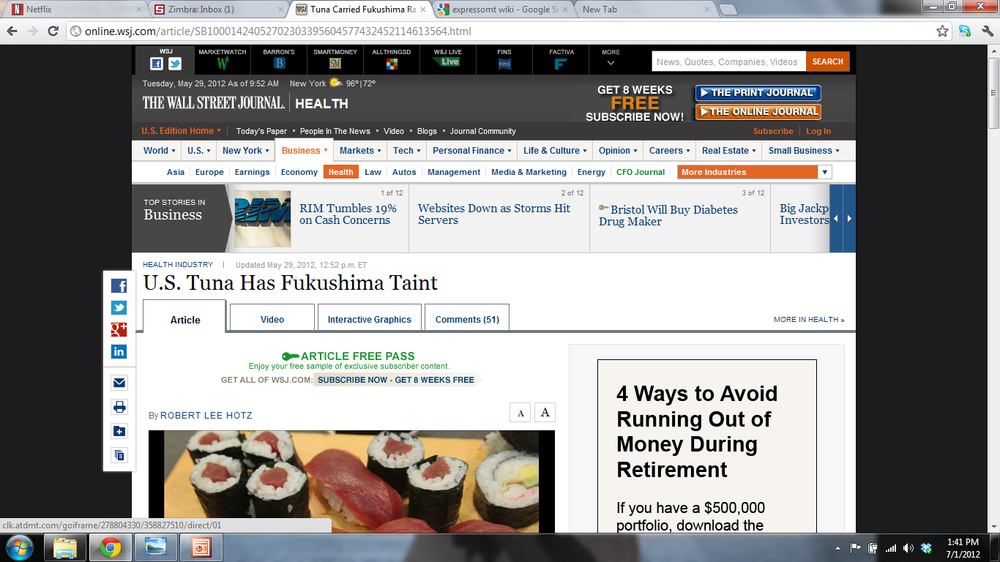 Netflix
Zimbra: Inbox (1)
Tuna Carried Fukushima Ra
expressomt wiki - Google Se
New Tab
online.wsj.com/article/SB10001424052702303395604577432452114613564.html
WSJ
MARKETWATCH
BARRON'S
SMARTMONEY
ALLTHINGSD
WSJ LIVE
FINS
FACTIVA
MORE
W
B
SM
Live
FINS
F
News, Quotes, Companies, Videos
SEARCH
Tuesday, May 29, 2012 As of 9:52 AM
New York 96º | 72º
THE WALL STREET JOURNAL.
HEALTH
GET 8 WEEKS
FREE
SUBSCRIBE NOW!
THE PRINT JOURNAL
THE ONLINE JOURNAL
U.S. Edition Home
Today's Paper • People In The News • Video • Blogs • Journal Community
Subscribe
Log In
World
U.S.
New York
Business
Markets
Tech
Personal Finance
Life & Culture
Opinion
Careers
Real Estate
Small Business
Asia
Europe
Earnings
Economy
Health
Law
Autos
Management
Media & Marketing
Energy
CFO Journal
More Industries
TOP STORIES IN
Business
RIM
1 of 12
RIM Tumbles 19%
on Cash Concerns
2 of 12
Websites Down as Storms Hit
Servers
3 of 12
Bristol Will Buy Diabetes
Drug Maker
Big Jackp
Investors
HEALTH INDUSTRY
Updated May 29, 2012, 12:52 p.m. ET
U.S. Tuna Has Fukushima Taint
Article
Video
Interactive Graphics
Comments (51)
MORE IN HEALTH »
ARTICLE FREE PASS
Enjoy your free sample of exclusive subscriber content.
GET ALL OF WSJ.COM: SUBSCRIBE NOW - GET 8 WEEKS FREE
By ROBERT LEE HOTZ
A
A
4 Ways to Avoid
Running Out of
Money During
Retirement
If you have a $500,000
portfolio, download the
clk.atdmt.com/goiframe/278804330/358827510/direct/01
1:41 PM
7/1/2012